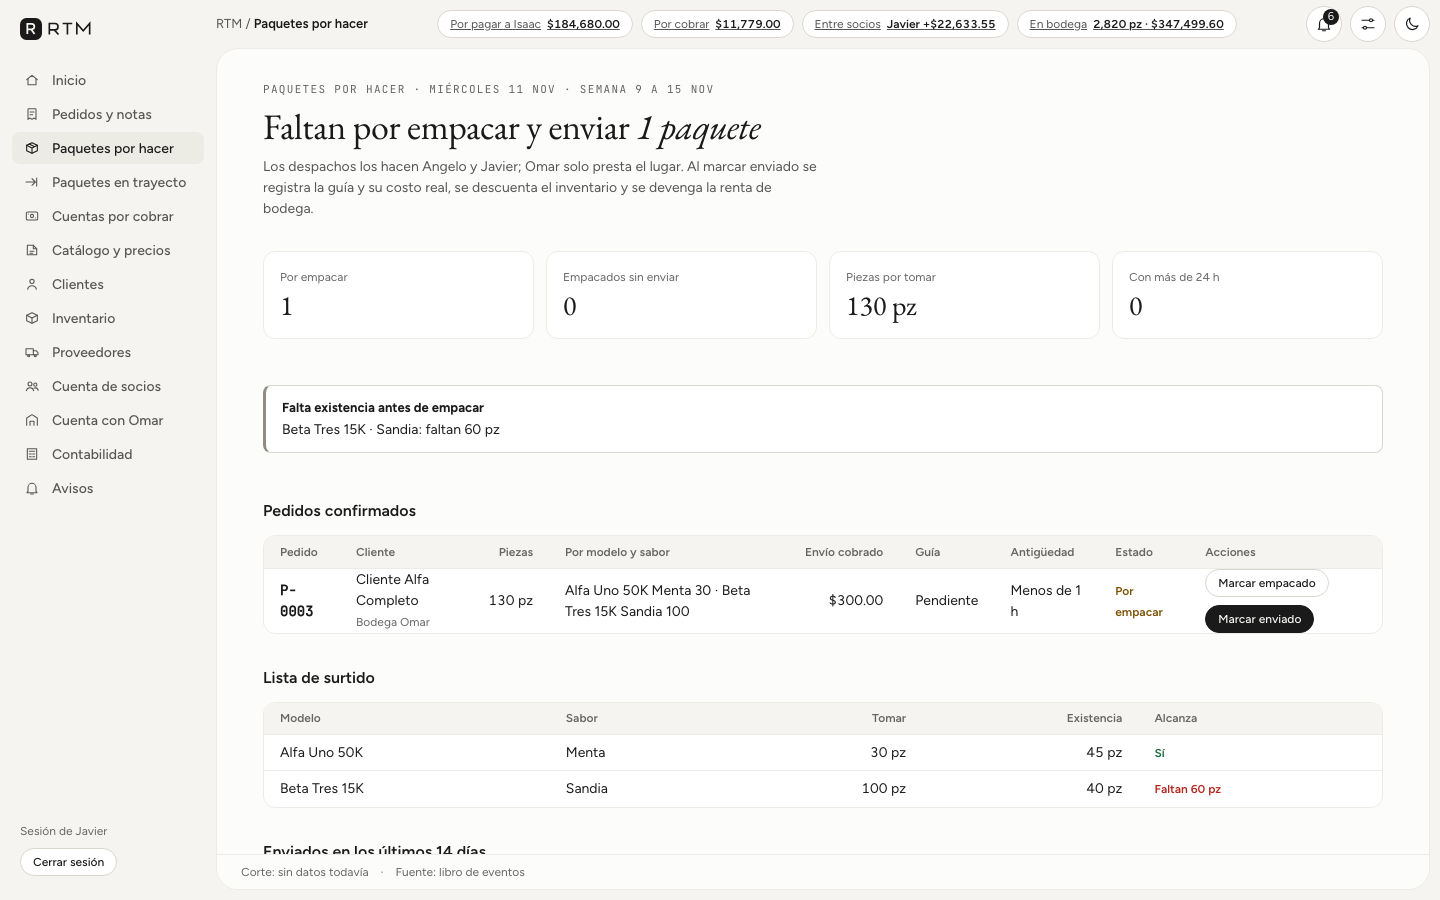 R RTM
RTM / Paquetes por hacer
Por pagar a Isaac $184,680.00
Por cobrar $11,779.00
Entre socios Javier +$22,633.55
En bodega 2,820 pz · $347,499.60
6
Inicio
Pedidos y notas
Paquetes por hacer
Paquetes en trayecto
Cuentas por cobrar
Catálogo y precios
Clientes
Inventario
Proveedores
Cuenta de socios
Cuenta con Omar
Contabilidad
Avisos
Sesión de Javier
Cerrar sesión
PAQUETES POR HACER · MIÉRCOLES 11 NOV · SEMANA 9 A 15 NOV
Faltan por empacar y enviar 1 paquete
Los despachos los hacen Angelo y Javier; Omar solo presta el lugar. Al marcar enviado se
registra la guía y su costo real, se descuenta el inventario y se devenga la renta de
bodega.
Por empacar
1
Empacados sin enviar
0
Piezas por tomar
130 pz
Con más de 24 h
0
Falta existencia antes de empacar
Beta Tres 15K · Sandia: faltan 60 pz
Pedidos confirmados
Pedido Cliente Piezas Por modelo y sabor Envío cobrado Guía Antigüedad Estado Acciones
P-
0003
Cliente Alfa
Completo
Bodega Omar
130 pz
Alfa Uno 50K Menta 30 · Beta
Tres 15K Sandia 100
$300.00
Pendiente
Menos de 1
h
Por
empacar
Marcar empacado
Marcar enviado
Lista de surtido
Modelo Sabor Tomar Existencia Alcanza
Alfa Uno 50K Menta 30 pz 45 pz Sí
Beta Tres 15K Sandia 100 pz 40 pz Faltan 60 pz
Enviados en los últimos 14 días
Corte: sin datos todavía · Fuente: libro de eventos